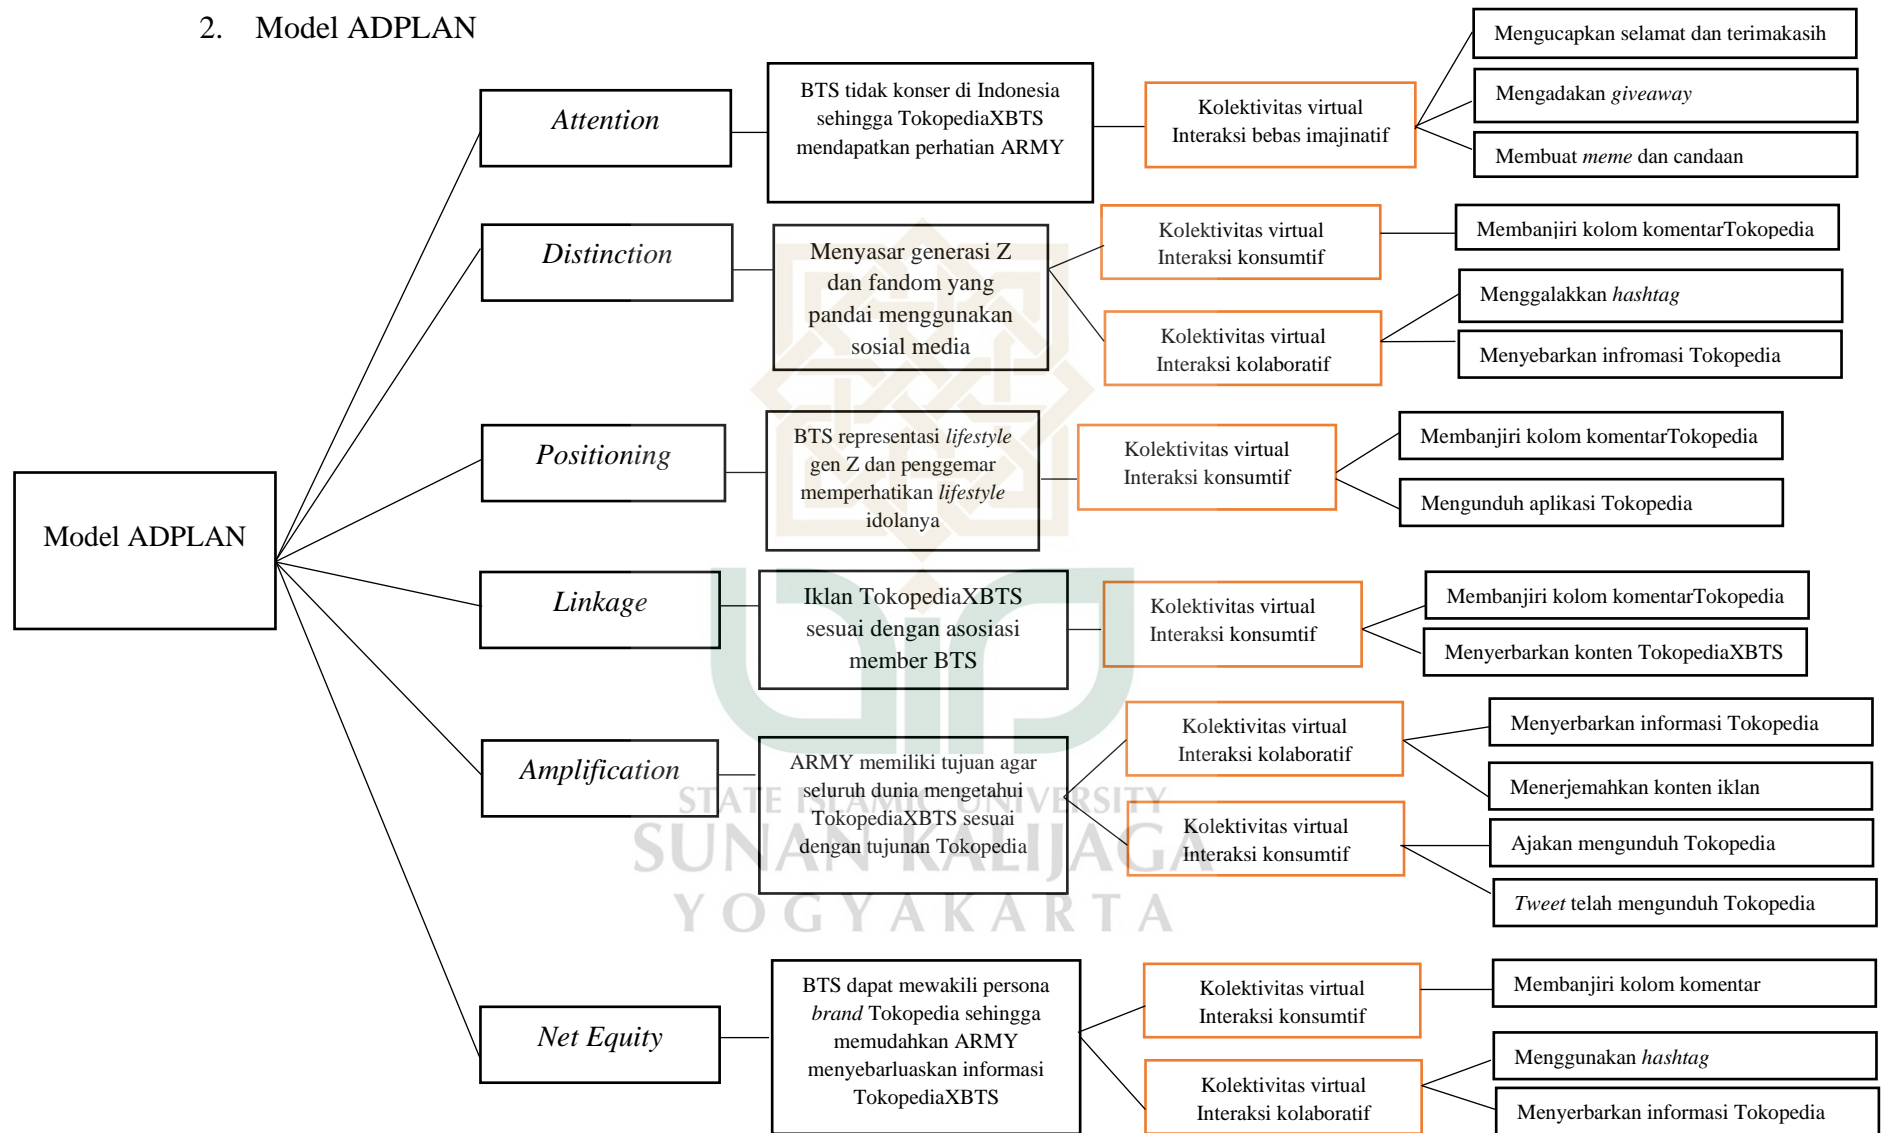 2. Model ADPLAN
Model ADPLAN
Attention
BTS tidak konser di Indonesia
sehingga TokopediaXBTS
mendapatkan perhatian ARMY
Kolektivitas virtual
Interaksi bebas imajinatif
Mengucapkan selamat dan terimakasih
Mengadakan giveaway
Membuat meme dan candaan
Distinction
Menyasar generasi Z
dan fandom yang
pandai menggunakan
sosial media
Kolektivitas virtual
Interaksi konsumtif
Membanjiri kolom komentarTokopedia
Kolektivitas virtual
Interaksi kolaboratif
Menggalakkan hashtag
Menyebarkan infromasi Tokopedia
Positioning
BTS representasi lifestyle
gen Z dan penggemar
memperhatikan lifestyle
idolanya
Kolektivitas virtual
Interaksi konsumtif
Membanjiri kolom komentarTokopedia
Mengunduh aplikasi Tokopedia
Linkage
Iklan TokopediaXBTS
sesuai dengan asosiasi
member BTS
Kolektivitas virtual
Interaksi konsumtif
Membanjiri kolom komentarTokopedia
Menyerbarkan konten TokopediaXBTS
Amplification
ARMY memiliki tujuan agar
seluruh dunia mengetahui
TokopediaXBTS sesuai
dengan tujunan Tokopedia
Kolektivitas virtual
Interaksi kolaboratif
Menyerbarkan informasi Tokopedia
Menerjemahkan konten iklan
Kolektivitas virtual
Interaksi konsumtif
Ajakan mengunduh Tokopedia
Tweet telah mengunduh Tokopedia
Net Equity
BTS dapat mewakili persona
brand Tokopedia sehingga
memudahkan ARMY
menyebarluaskan informasi
TokopediaXBTS
Kolektivitas virtual
Interaksi konsumtif
Membanjiri kolom komentar
Kolektivitas virtual
Interaksi kolaboratif
Menggunakan hashtag
Menyerbarkan informasi Tokopedia
STATE ISLAMIC UNIVERSITY
SUNAN KALIJAGA
YOGYAKARTA